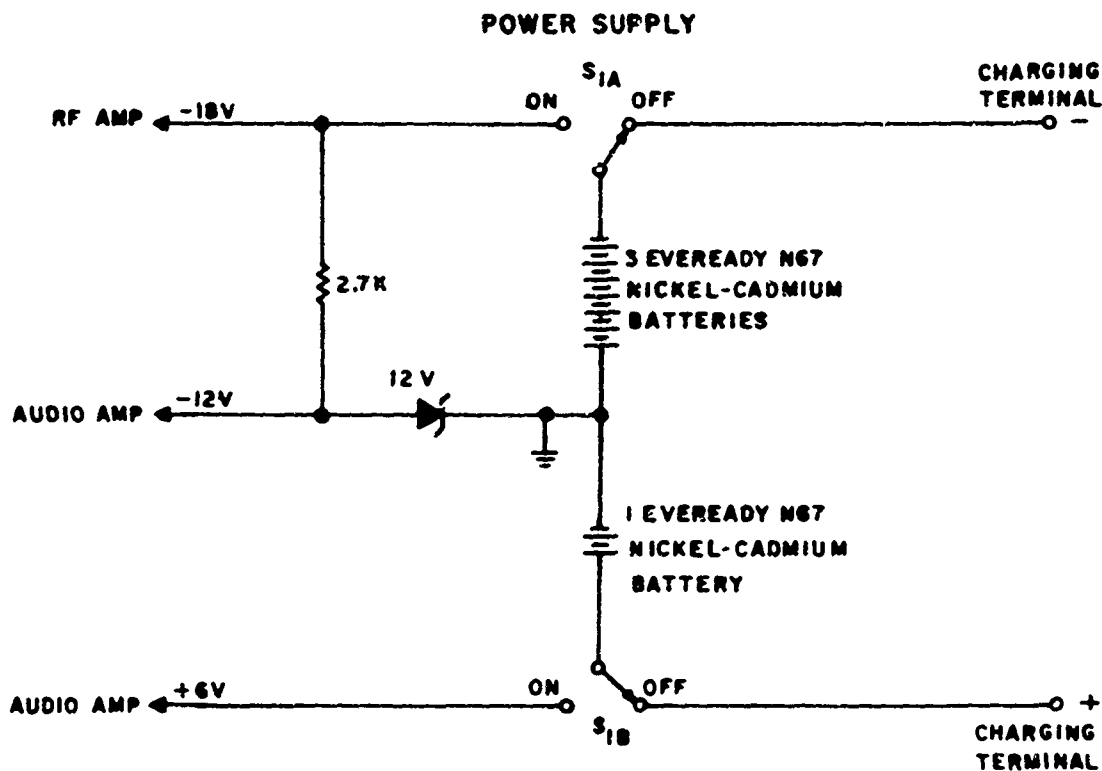 POWER SUPPLY
S1A
CHARGING
TERMINAL
ON
OFF
RF AMP
-18V
-
3 EVEREADY N67
NICKEL-CADMIUM
BATTERIES
2.7K
12 V
AUDIO AMP
-12V
1 EVEREADY N67
NICKEL-CADMIUM
BATTERY
AUDIO AMP
+6V
ON
OFF
+
S1B
CHARGING
TERMINAL